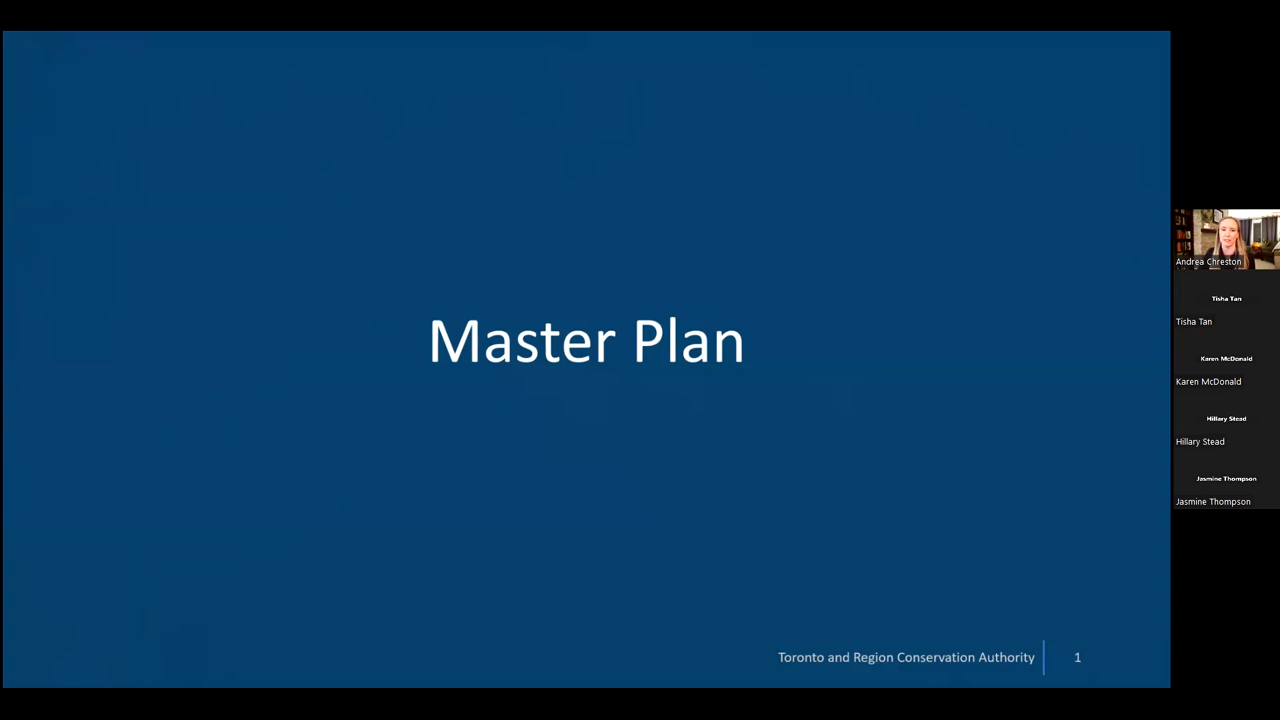 Master Plan
Toronto and Region Conservation Authority
1
Andrea Chreston
Tisha Tan
Tisha Tan
Karen McDonald
Karen McDonald
Hillary Stead
Hillary Stead
Jasmine Thompson
Jasmine Thompson